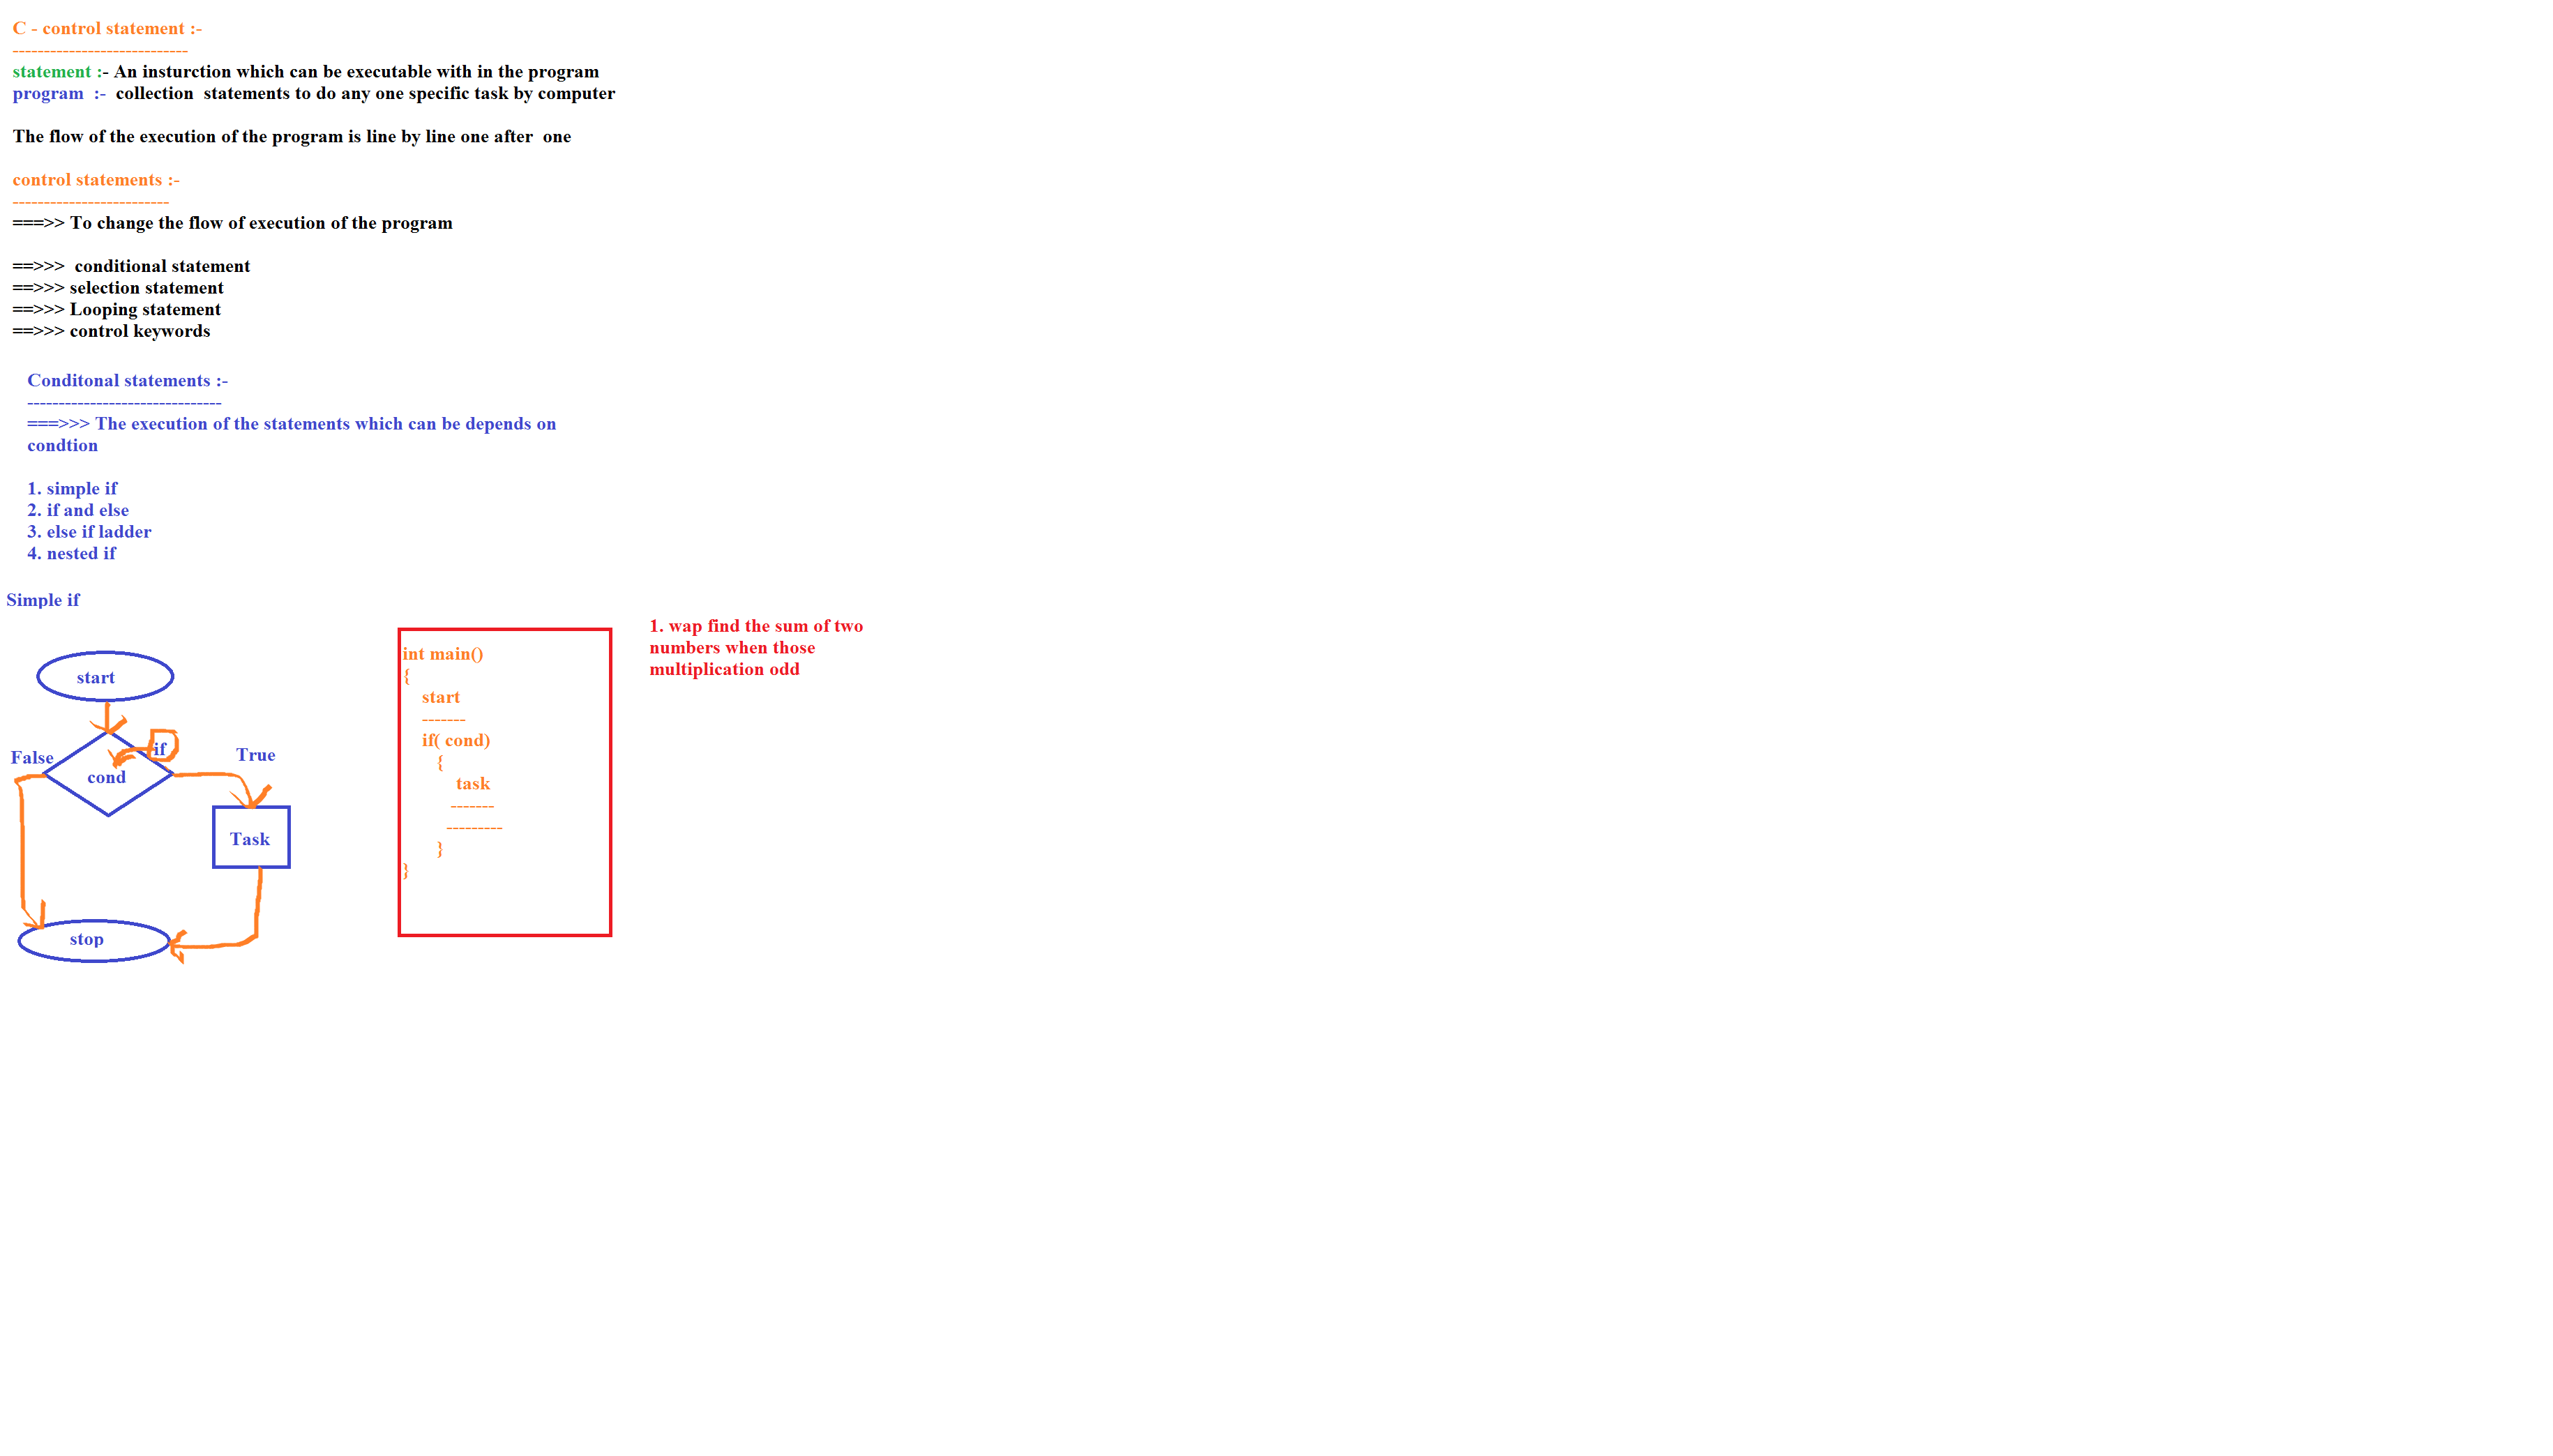 C - control statement :-
----------------------------
statement :- An insturction which can be executable with in the program
program  :-  collection  statements to do any one specific task by computer
The flow of the execution of the program is line by line one after  one
control statements :-
-------------------------
===>> To change the flow of execution of the program
==>>>  conditional statement
==>>> selection statement
==>>> Looping statement
==>>> control keywords
Conditonal statements :-
-------------------------------
===>>> The execution of the statements which can be depends on
condtion
1. simple if
2. if and else
3. else if ladder
4. nested if
Simple if
start
if
False
True
cond
Task
stop
int main()
{
start
-------
if( cond)
{
task
-------
---------
}
}
1. wap find the sum of two
numbers when those
multiplication odd